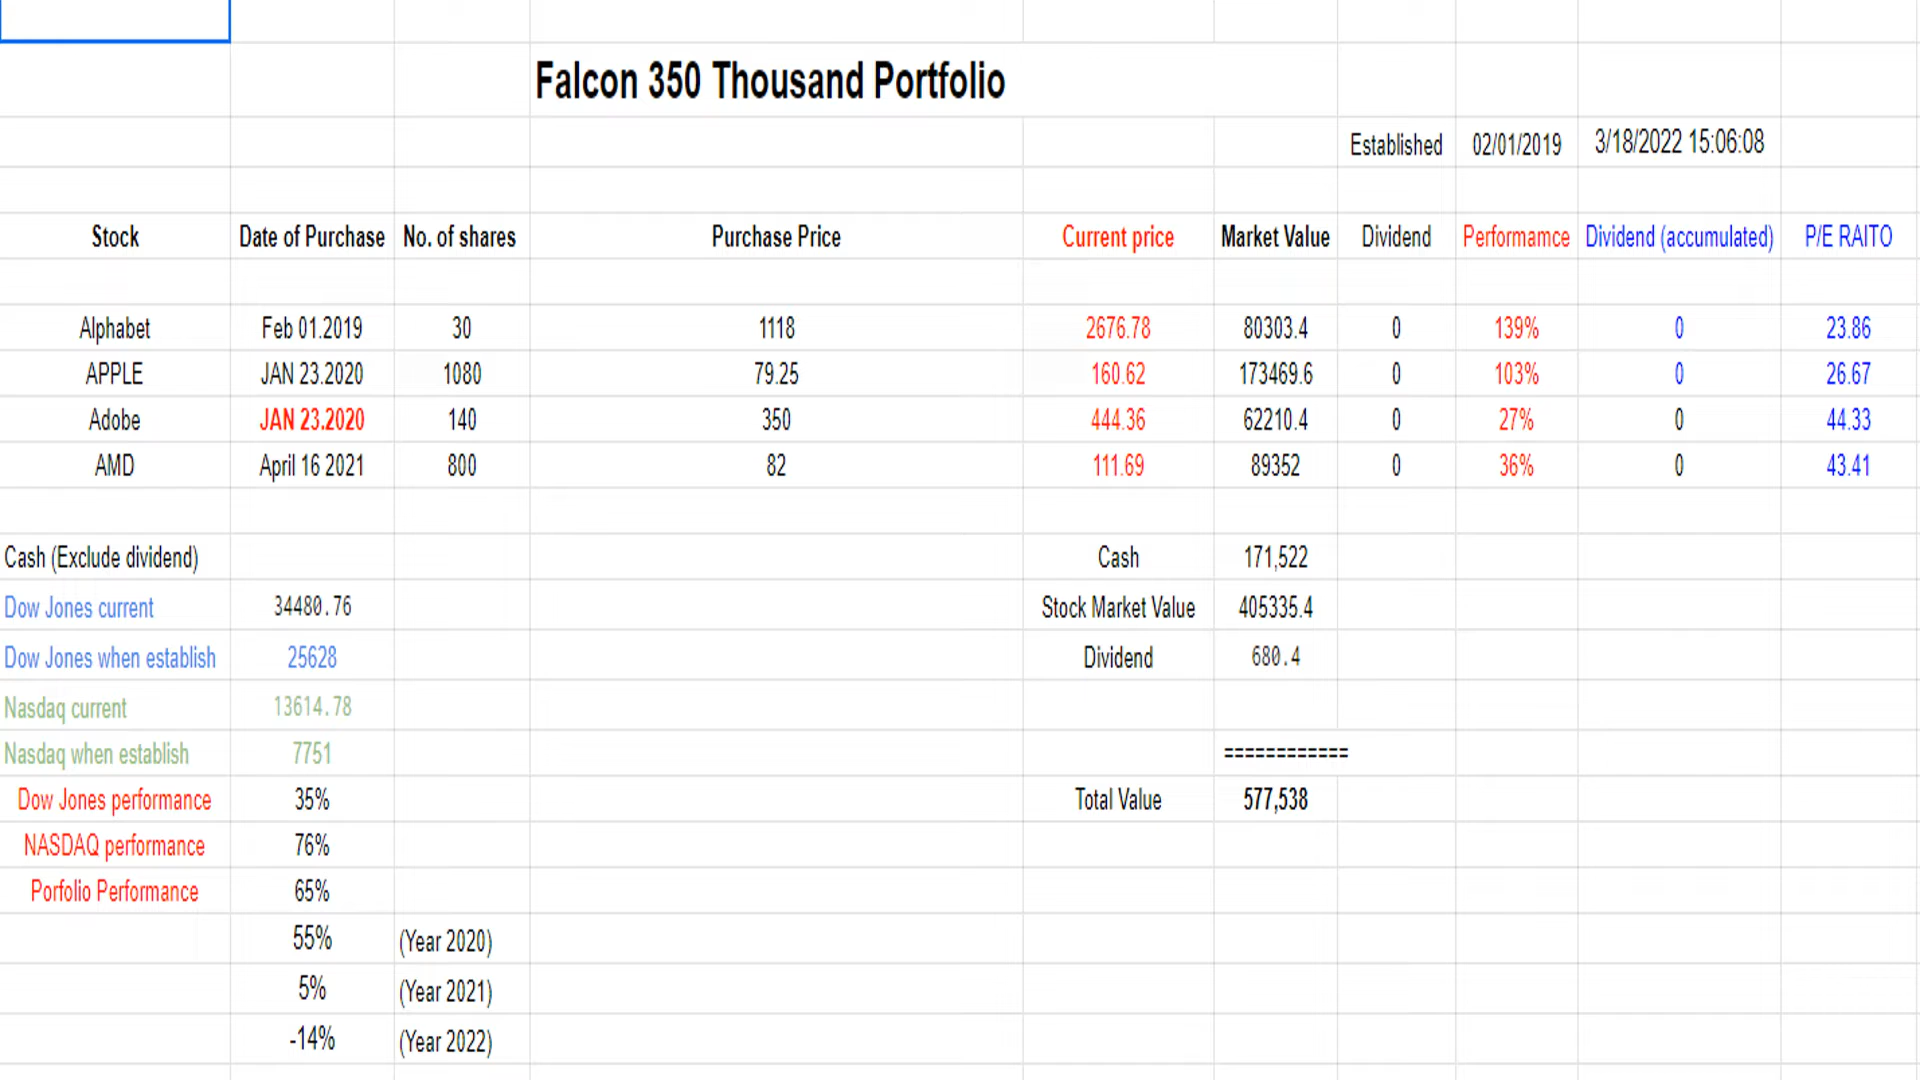 Falcon 350 Thousand Portfolio
Established 02/01/2019 3/18/2022 15:06:08
Stock Date of Purchase No. of shares Purchase Price Current price Market Value Dividend Performamce Dividend (accumulated) P/E RAITO
Alphabet Feb 01.2019 30 1118 2676.78 80303.4 0 139% 0 23.86
APPLE JAN 23.2020 1080 79.25 160.62 173469.6 0 103% 0 26.67
Adobe JAN 23.2020 140 350 444.36 62210.4 0 27% 0 44.33
AMD April 16 2021 800 82 111.69 89352 0 36% 0 43.41
Cash (Exclude dividend) Cash 171,522
Dow Jones current 34480.76 Stock Market Value 405335.4
Dow Jones when establish 25628 Dividend 680.4
Nasdaq current 13614.78
Nasdaq when establish 7751 ============
Dow Jones performance 35% Total Value 577,538
NASDAQ performance 76%
Porfolio Performance 65%
55% (Year 2020)
5% (Year 2021)
-14% (Year 2022)